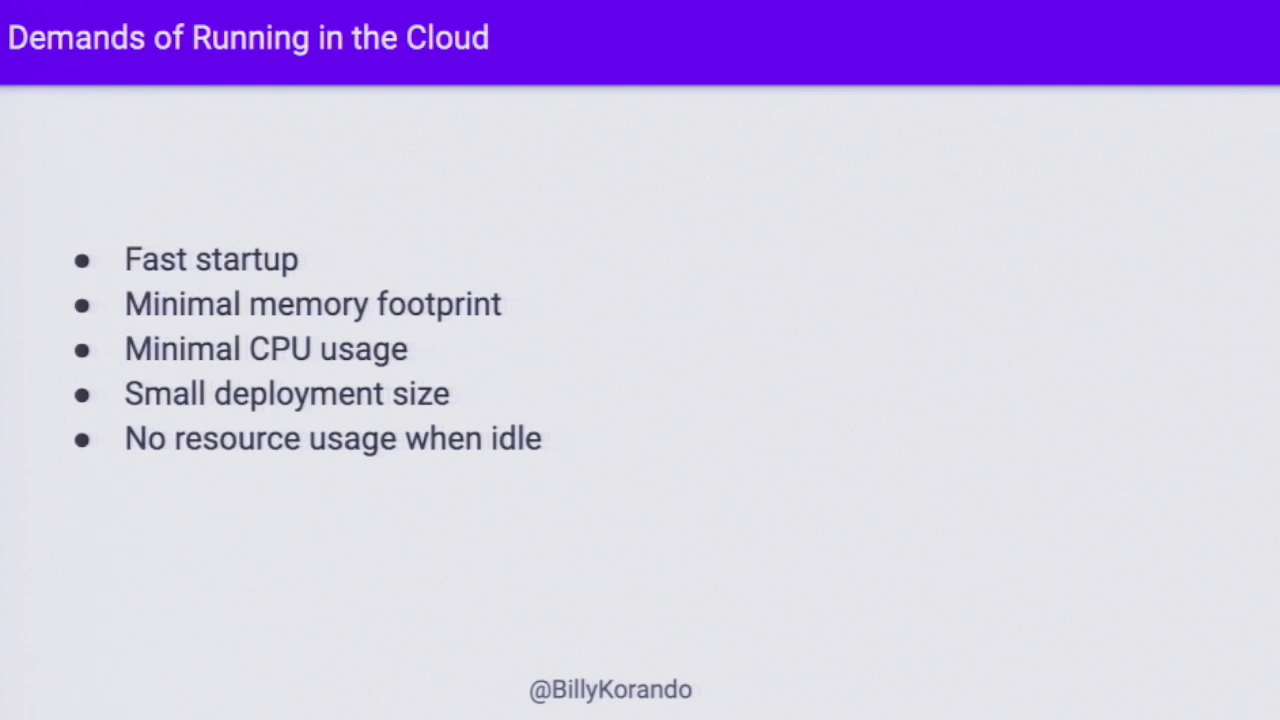 Demands of Running in the Cloud
● Fast startup
● Minimal memory footprint
● Minimal CPU usage
● Small deployment size
● No resource usage when idle
@BillyKorando